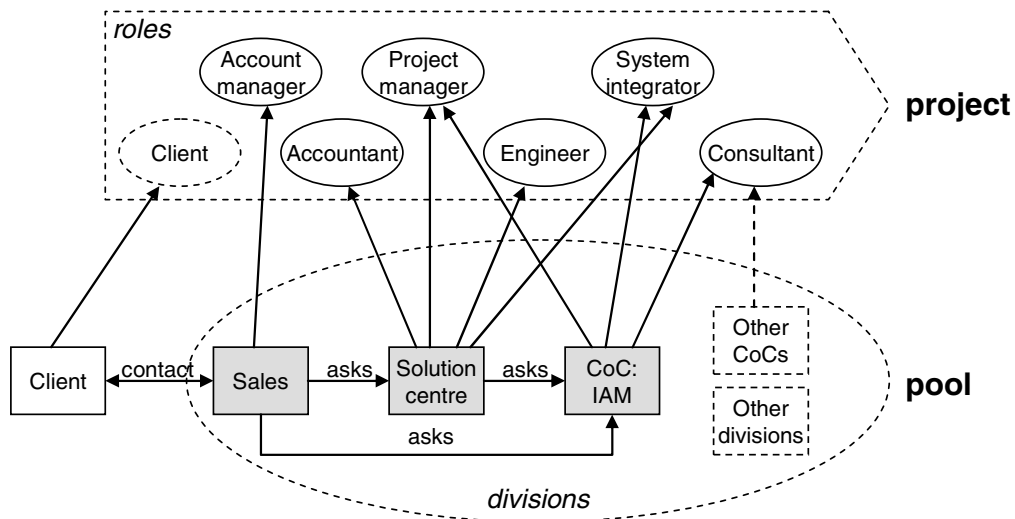 roles
Account
manager
Project
manager
System
integrator
project
Client
Accountant
Engineer
Consultant
Client
contact
Sales
asks
Solution
centre
asks
CoC:
IAM
Other
CoCs
Other
divisions
pool
asks
divisions